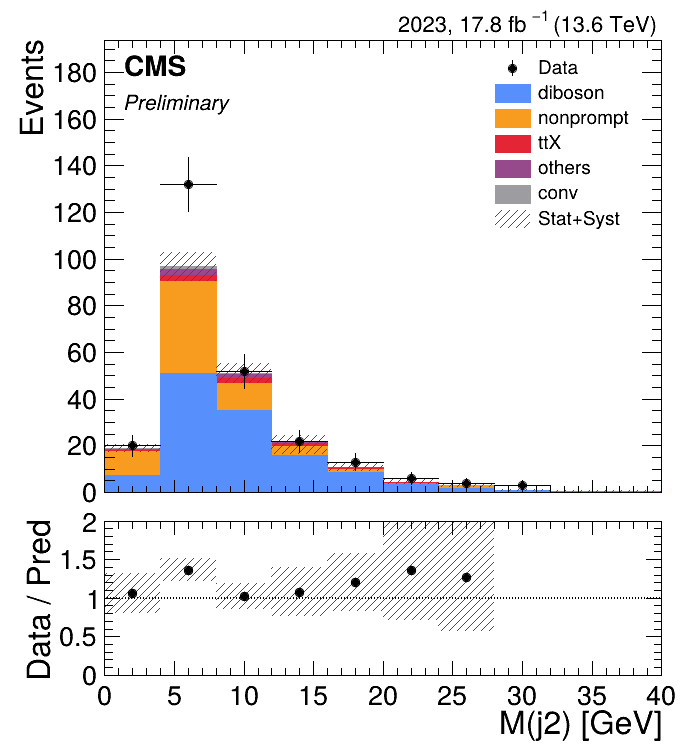 2023, 17.8 fb⁻¹ (13.6 TeV)
CMS
Preliminary
Events
180
160
140
120
100
80
60
40
20
0
Data
diboson
nonprompt
ttX
others
conv
Stat+Syst
Data / Pred
2
1.5
1
0.5
0
0 5 10 15 20 25 30 35 40
M(j2) [GeV]